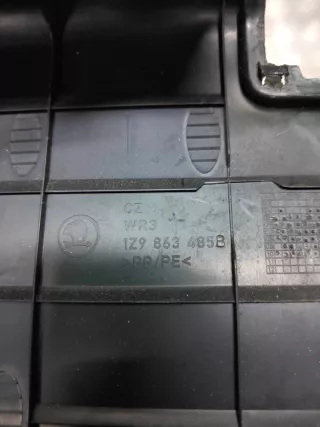 CZ
WR3
1Z9 863 485B
>PP/PE<